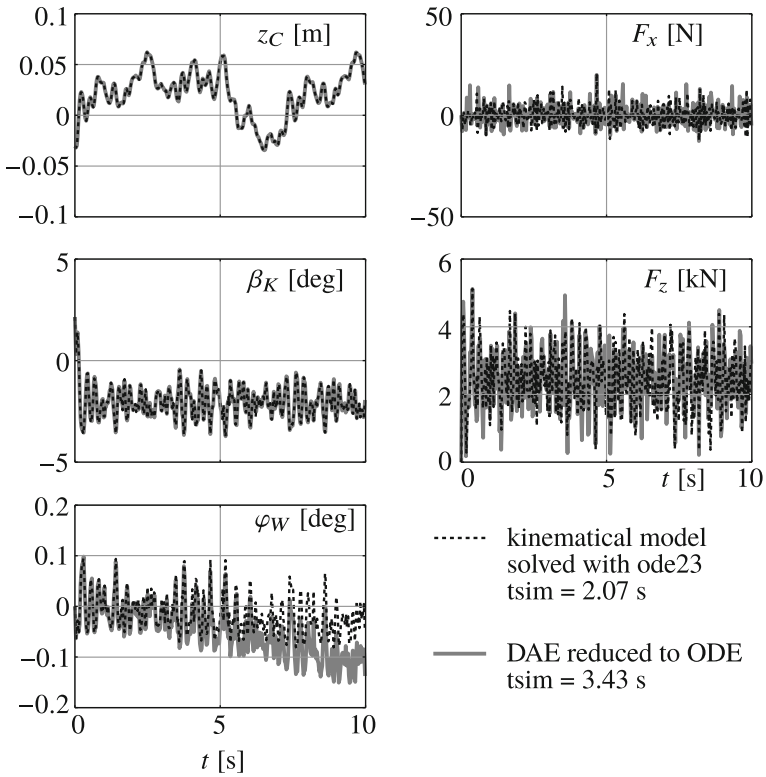 z_C [m]
0.1
0.05
0
−0.05
−0.1
F_x [N]
50
0
−50
β_K [deg]
5
0
−5
F_z [kN]
6
4
2
0
0
5
10
t [s]
φ_W [deg]
0.2
0.1
0
−0.1
−0.2
0
5
10
t [s]
kinematical model
solved with ode23
tsim = 2.07 s
DAE reduced to ODE
tsim = 3.43 s